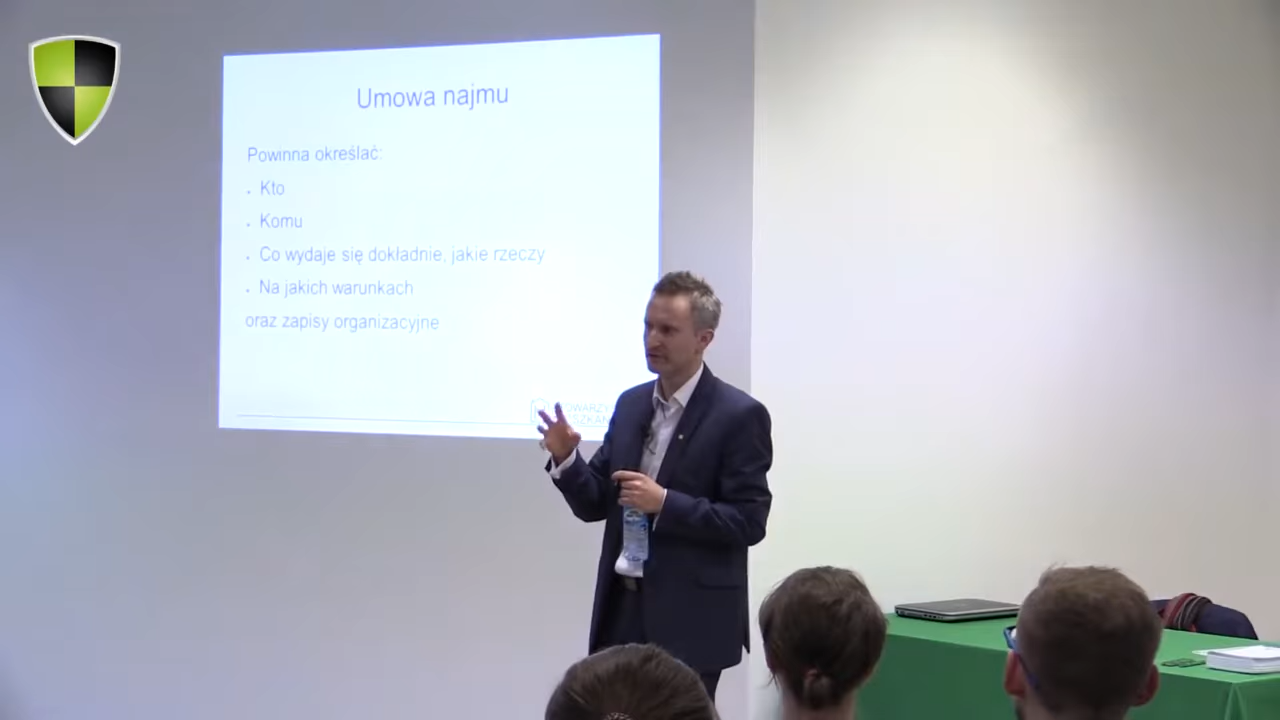 Umowa najmu
Powinna określać:
• Kto
• Komu
• Co wydaje się dokładnie, jakie rzeczy
• Na jakich warunkach
oraz zapisy organizacyjne